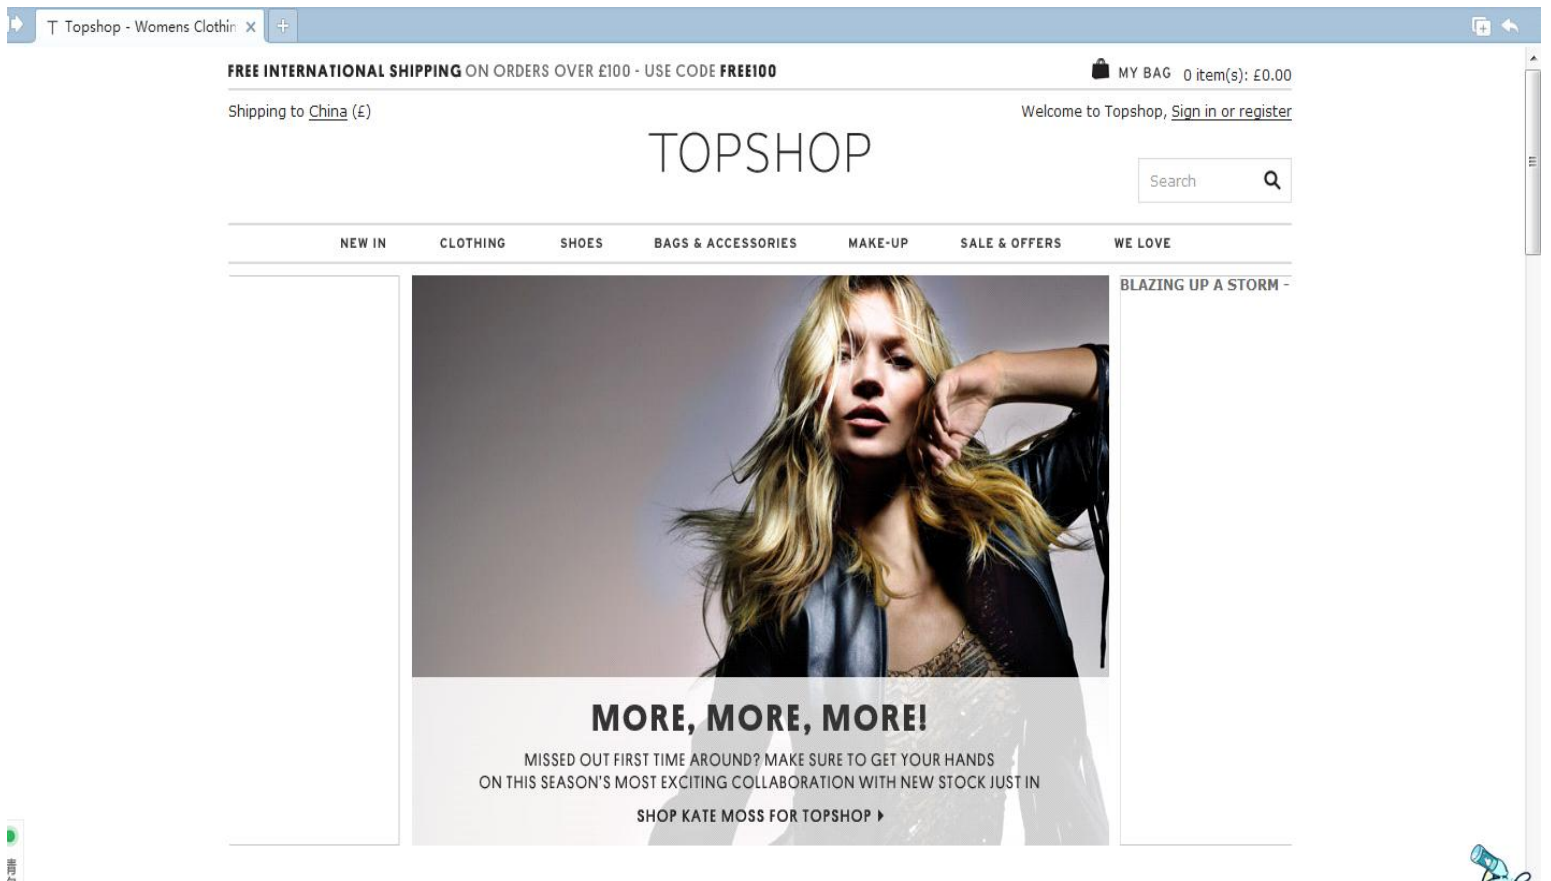 Topshop - Womens Clothin
FREE INTERNATIONAL SHIPPING ON ORDERS OVER £100 - USE CODE FREE100
MY BAG 0 item(s): £0.00
Shipping to China (£)
Welcome to Topshop, Sign in or register
TOPSHOP
Search
NEW IN CLOTHING SHOES BAGS & ACCESSORIES MAKE-UP SALE & OFFERS WE LOVE
BLAZING UP A STORM -
MORE, MORE, MORE!
MISSED OUT FIRST TIME AROUND? MAKE SURE TO GET YOUR HANDS
ON THIS SEASON'S MOST EXCITING COLLABORATION WITH NEW STOCK JUST IN
SHOP KATE MOSS FOR TOPSHOP